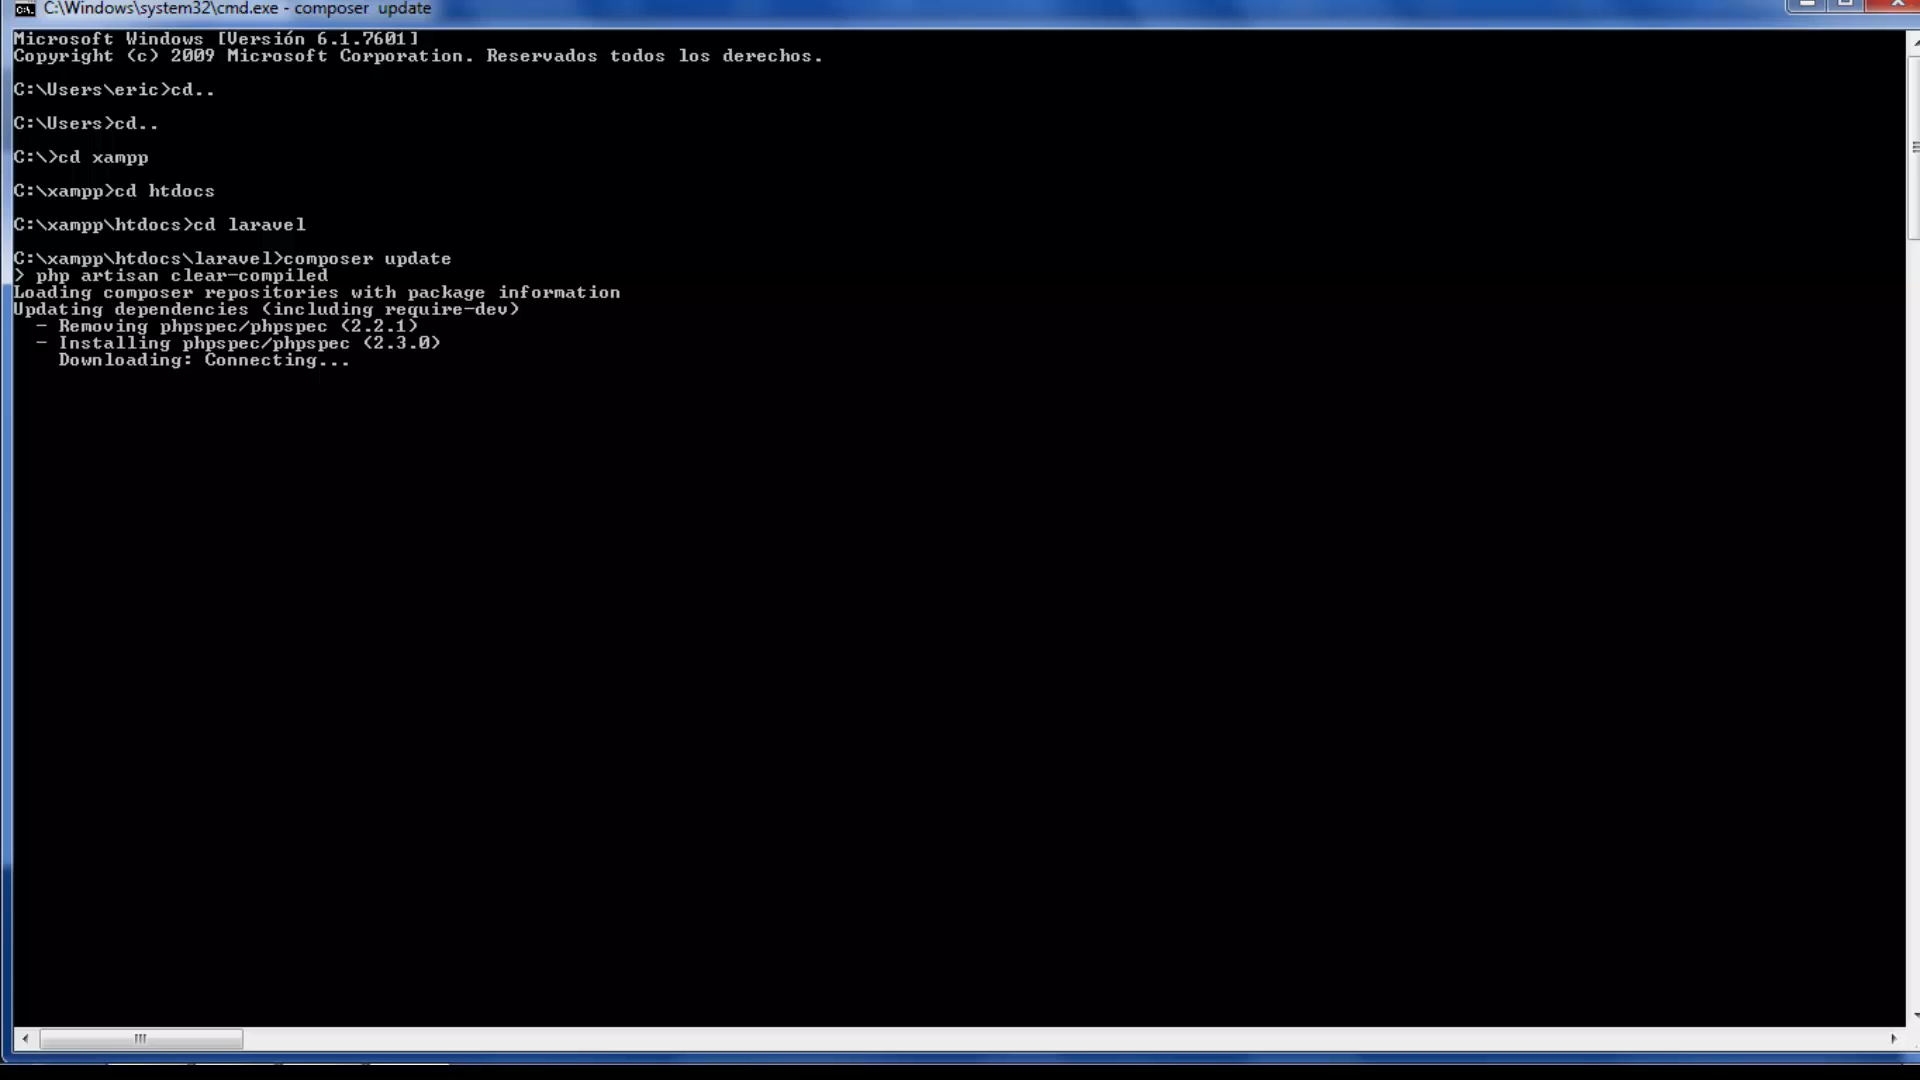 C:\Windows\system32\cmd.exe - composer  update
Microsoft Windows [Versión 6.1.7601]
Copyright (c) 2009 Microsoft Corporation. Reservados todos los derechos.
C:\Users\eric>cd..
C:\Users>cd..
C:\>cd xampp
C:\xampp>cd htdocs
C:\xampp\htdocs>cd laravel
C:\xampp\htdocs\laravel>composer update
> php artisan clear-compiled
Loading composer repositories with package information
Updating dependencies (including require-dev)
  - Removing phpspec/phpspec (2.2.1)
  - Installing phpspec/phpspec (2.3.0)
    Downloading: Connecting...